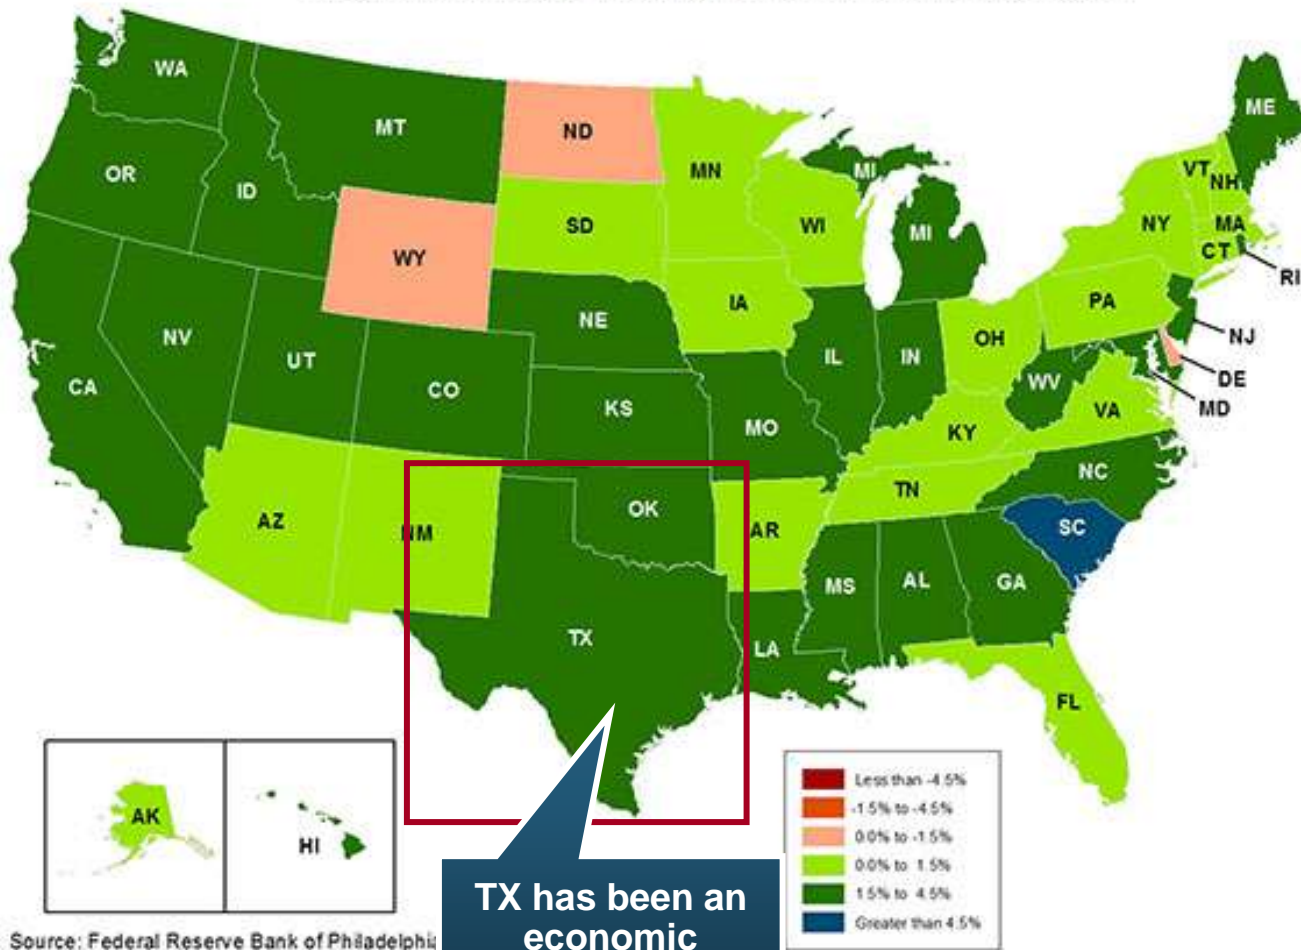 WA
MT
ND
MN
ME
OR
ID
SD
WI
MI
MI
VT
NH
NY
MA
CT
RI
WY
IA
PA
NE
NV
UT
CO
IL
IN
OH
NJ
CA
KS
MO
WV
DE
MD
VA
KY
NC
AZ
NM
OK
AR
TN
SC
TX
MS
AL
GA
LA
FL
AK
HI
Less than -4.5%
-1.5% to -4.5%
0.0% to -1.5%
0.0% to 1.5%
1.5% to 4.5%
Greater than 4.5%
TX has been an
economic
Source: Federal Reserve Bank of Philadelphia